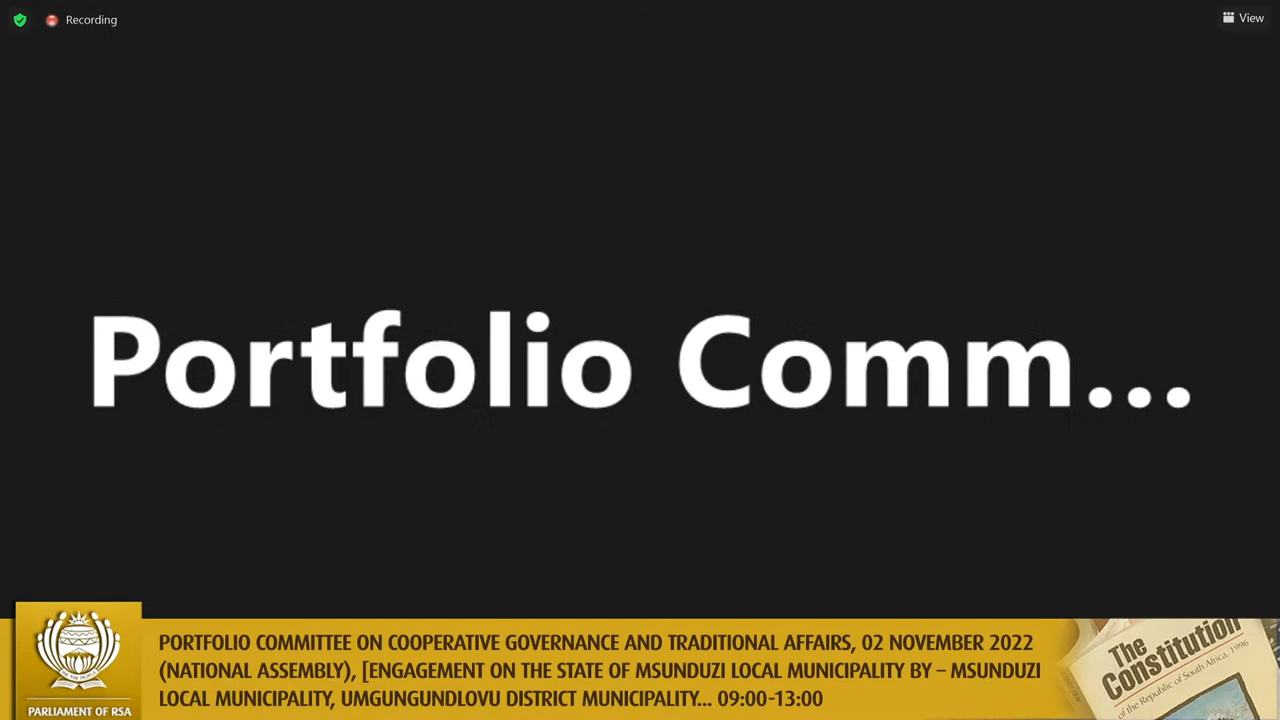 Recording
View
Portfolio Comm...
PORTFOLIO COMMITTEE ON COOPERATIVE GOVERNANCE AND TRADITIONAL AFFAIRS, 02 NOVEMBER 2022
(NATIONAL ASSEMBLY), [ENGAGEMENT ON THE STATE OF MSUNDUZI LOCAL MUNICIPALITY BY – MSUNDUZI
LOCAL MUNICIPALITY, UMGUNGUNDLOVU DISTRICT MUNICIPALITY... 09:00-13:00
PARLIAMENT OF RSA
The
Constitution
of the Republic of South Africa, 1996